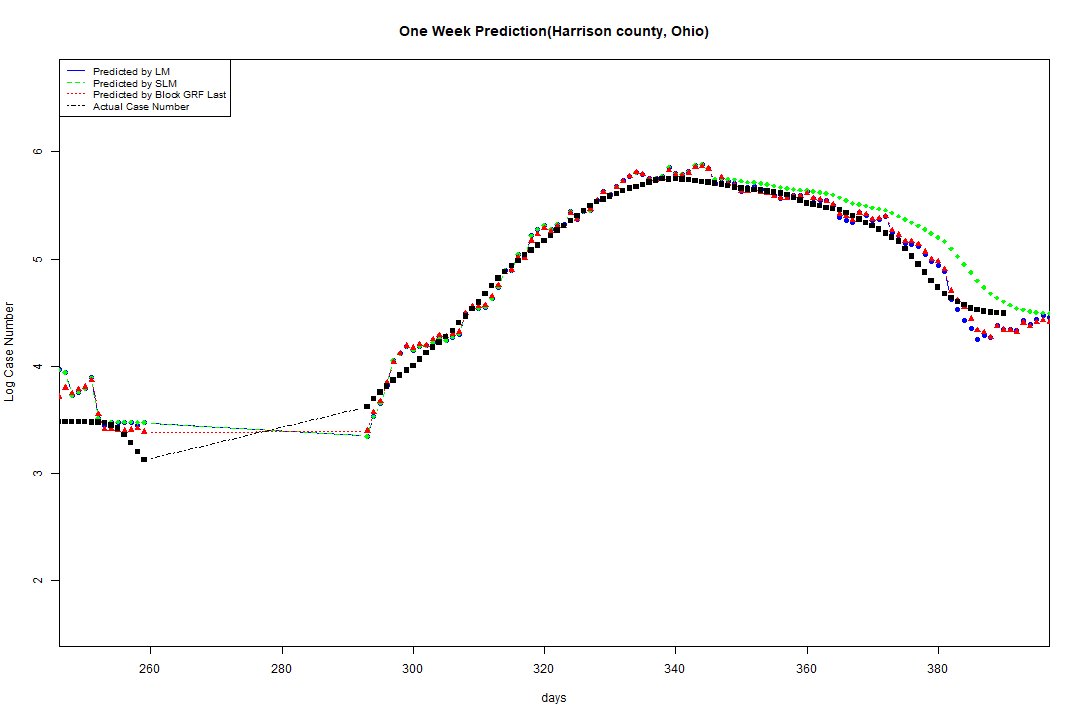 One Week Prediction(Harrison county, Ohio)
Predicted by LM
Predicted by SLM
Predicted by Block GRF Last
Actual Case Number
Log Case Number
6
5
4
3
2
260 280 300 320 340 360 380
days